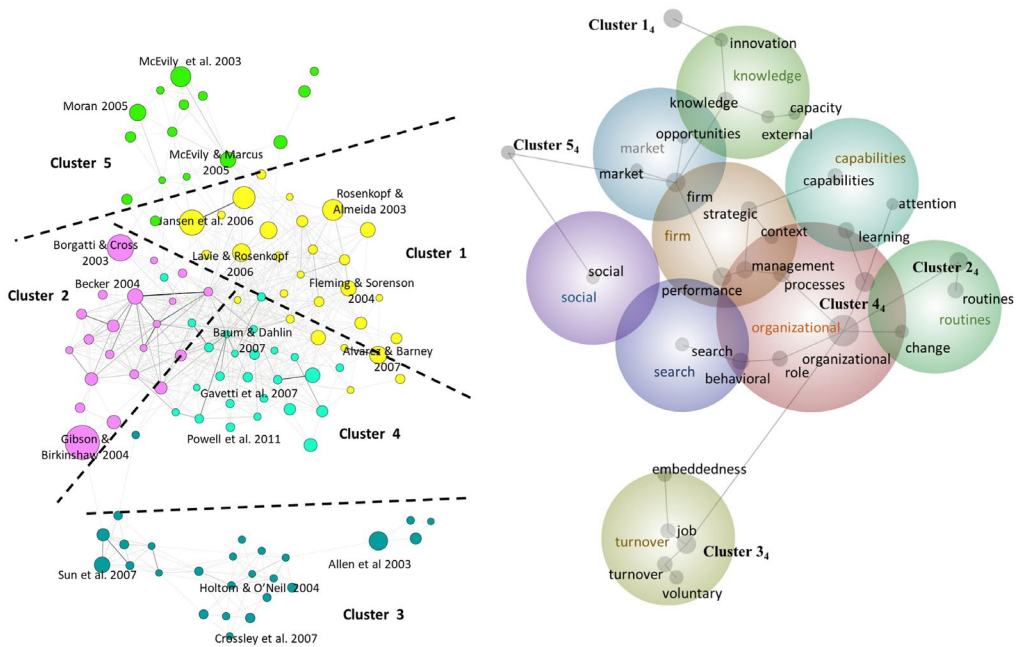 McEvily et al. 2003
Moran 2005
Cluster 5
McEvily & Marcus
2005
Rosenkopf &
Almeida 2003
Jansen et al. 2006
Borgatti & Cross
2003
Cluster 1
Lavie & Rosenkopf
2006
Cluster 2
Becker 2004
Fleming & Sorenson
2004
Baum & Dahlin
2007
Alvarez & Barney
2007
Gavetti et al. 2007
Cluster 4
Powell et al. 2011
Gibson &
Birkinshaw 2004
Allen et al 2003
Sun et al. 2007
Holtom & O'Neil 2004
Cluster 3
Crossley et al. 2007
Cluster 1₄
innovation
knowledge
knowledge
capacity
external
opportunities
Cluster 5₄
market
market
capabilities
capabilities
firm
strategic
attention
firm
context
learning
social
social
management
processes
performance
Cluster 2₄
routines
routines
Cluster 4₄
organizational
organizational
change
search
search
behavioral
role
embeddedness
job
turnover
Cluster 3₄
turnover
voluntary